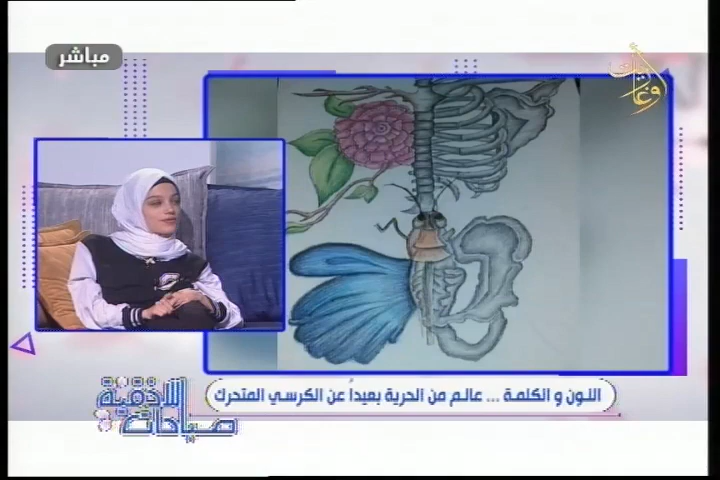 مباشر
اللون و الكلمة ... عالم من الحرية بعيداً عن الكرسي المتحرك
صباحات
اللاذقية